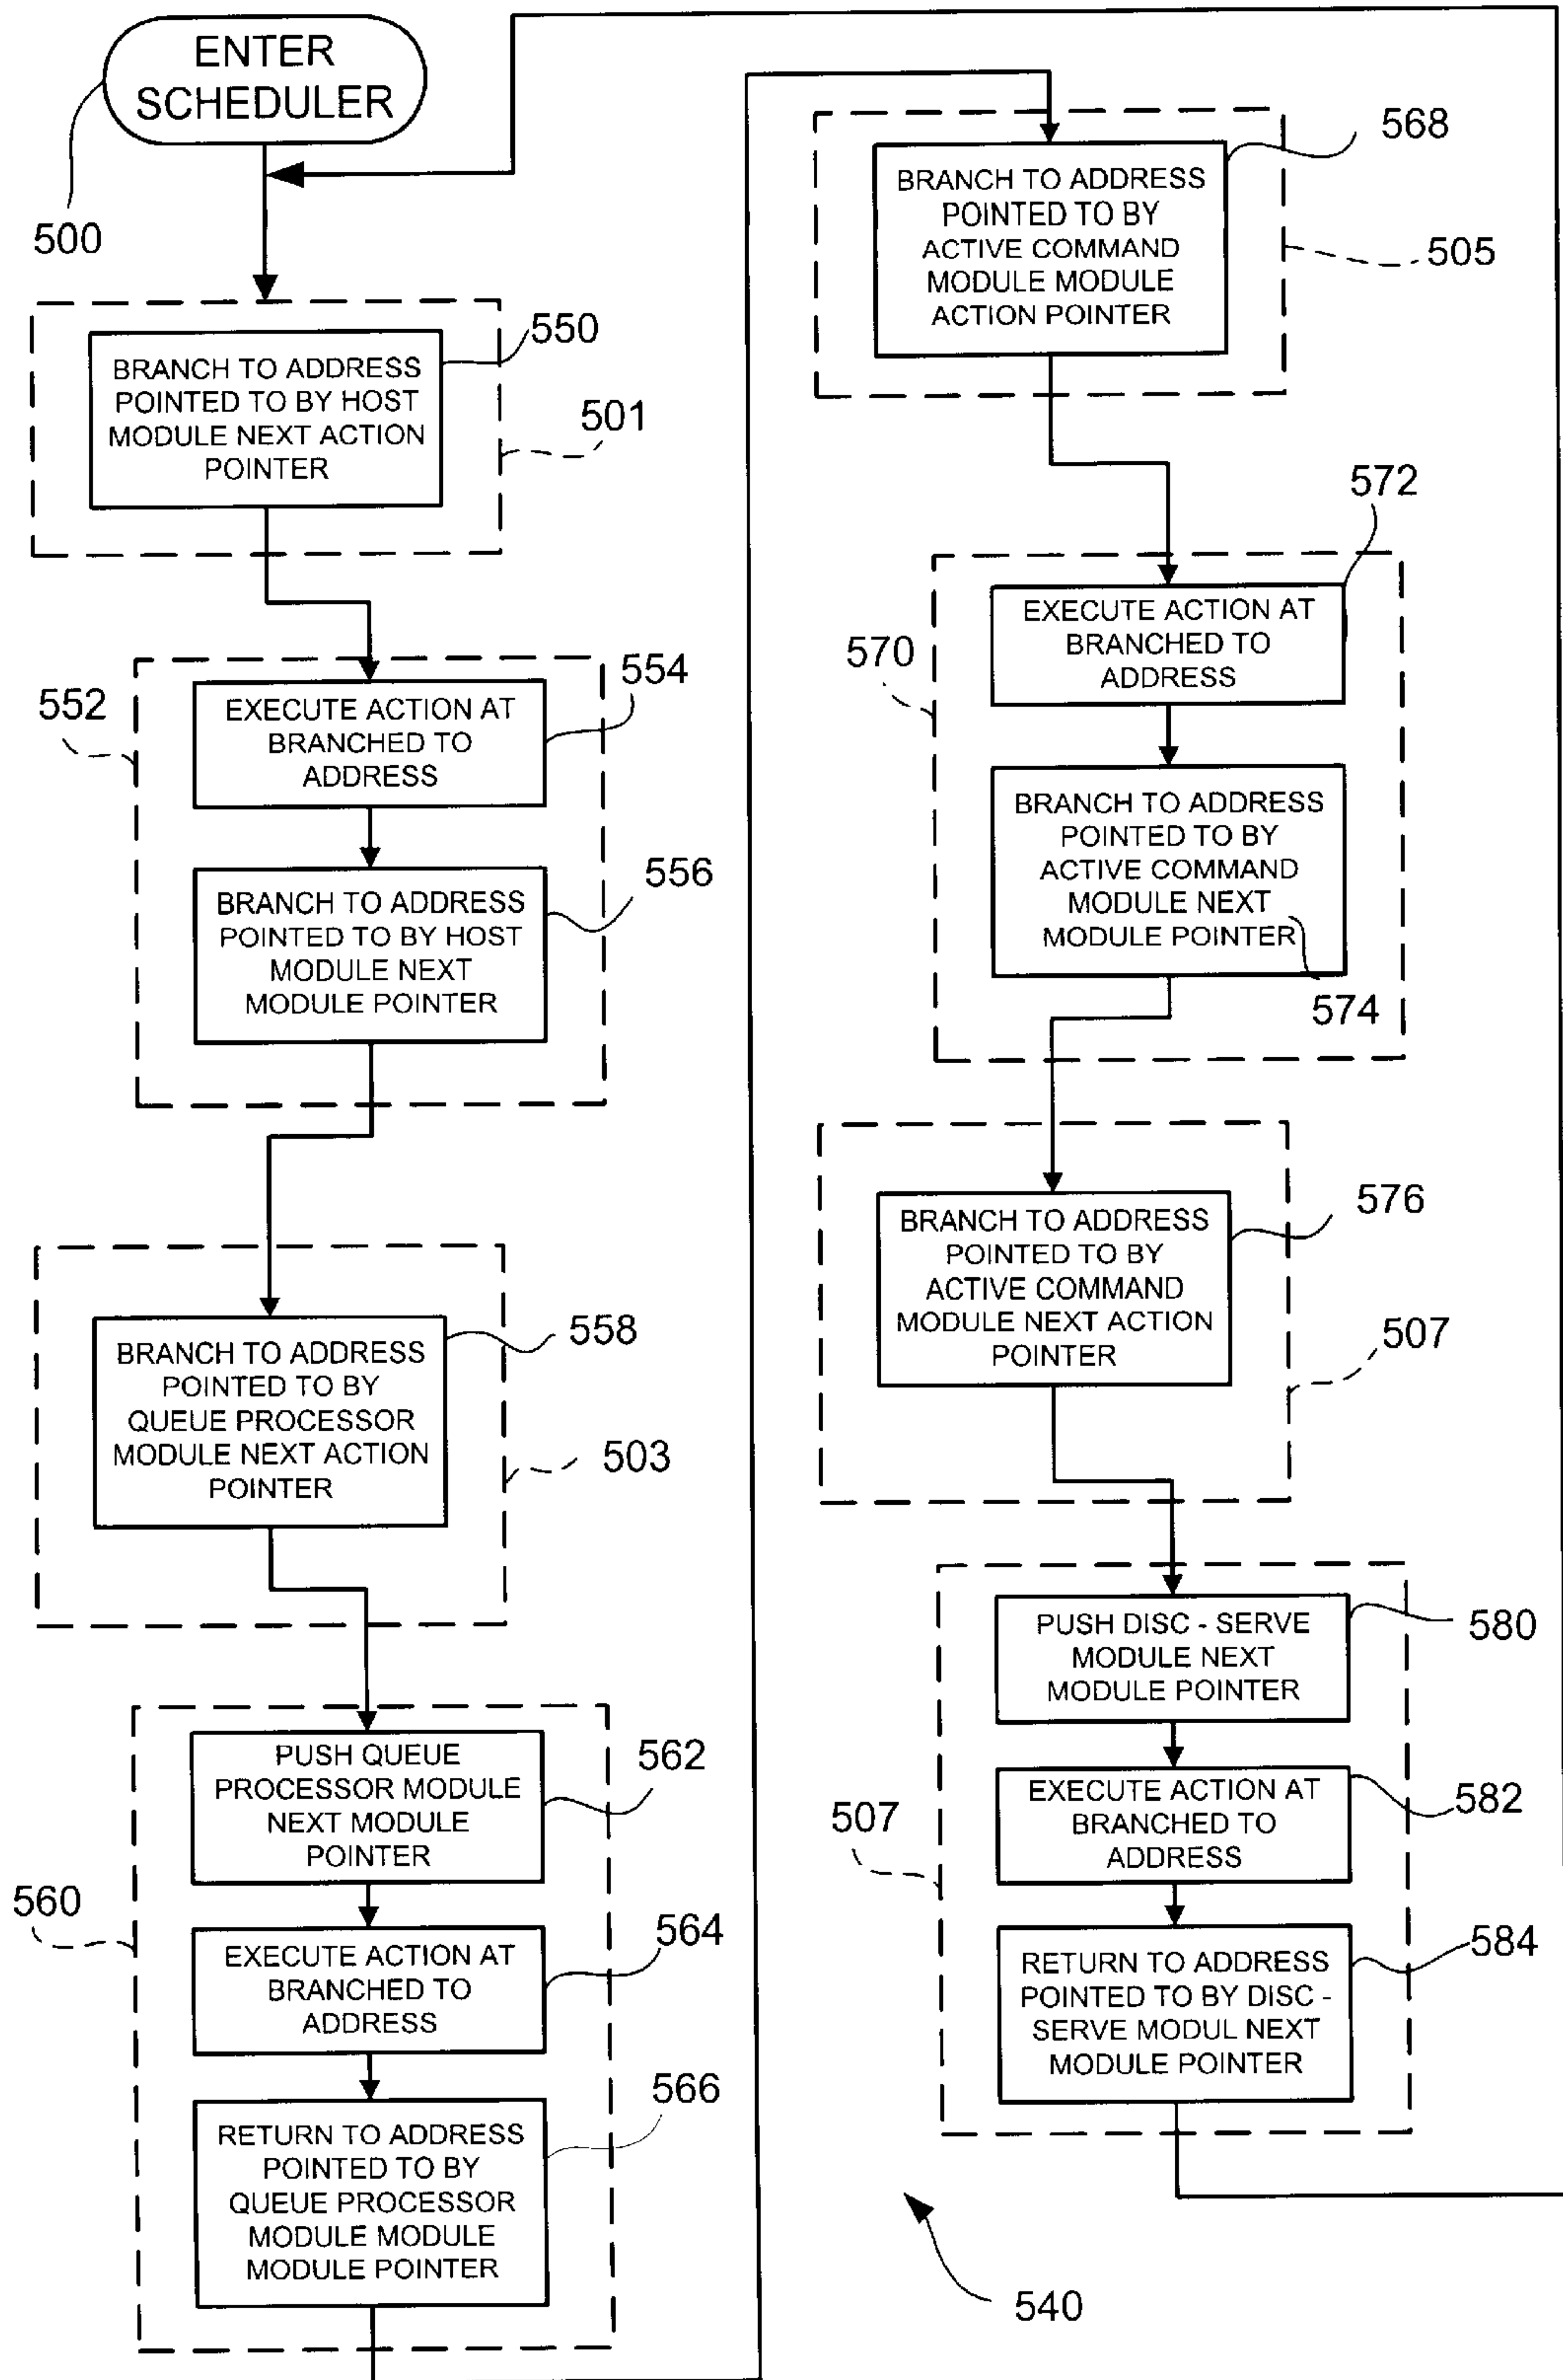 ENTER
SCHEDULER
500
BRANCH TO ADDRESS
POINTED TO BY HOST
MODULE NEXT ACTION
POINTER
550
501
552
EXECUTE ACTION AT
BRANCHED TO
ADDRESS
554
BRANCH TO ADDRESS
POINTED TO BY HOST
MODULE NEXT
MODULE POINTER
556
BRANCH TO ADDRESS
POINTED TO BY
QUEUE PROCESSOR
MODULE NEXT ACTION
POINTER
558
503
PUSH QUEUE
PROCESSOR MODULE
NEXT MODULE
POINTER
562
560
EXECUTE ACTION AT
BRANCHED TO
ADDRESS
564
RETURN TO ADDRESS
POINTED TO BY
QUEUE PROCESSOR
MODULE MODULE
MODULE POINTER
566
BRANCH TO ADDRESS
POINTED TO BY
ACTIVE COMMAND
MODULE MODULE
ACTION POINTER
568
505
572
570
EXECUTE ACTION AT
BRANCHED TO
ADDRESS
BRANCH TO ADDRESS
POINTED TO BY
ACTIVE COMMAND
MODULE NEXT
MODULE POINTER
574
BRANCH TO ADDRESS
POINTED TO BY
ACTIVE COMMAND
MODULE NEXT ACTION
POINTER
576
507
PUSH DISC - SERVE
MODULE NEXT
MODULE POINTER
580
507
EXECUTE ACTION AT
BRANCHED TO
ADDRESS
582
RETURN TO ADDRESS
POINTED TO BY DISC -
SERVE MODUL NEXT
MODULE POINTER
584
540